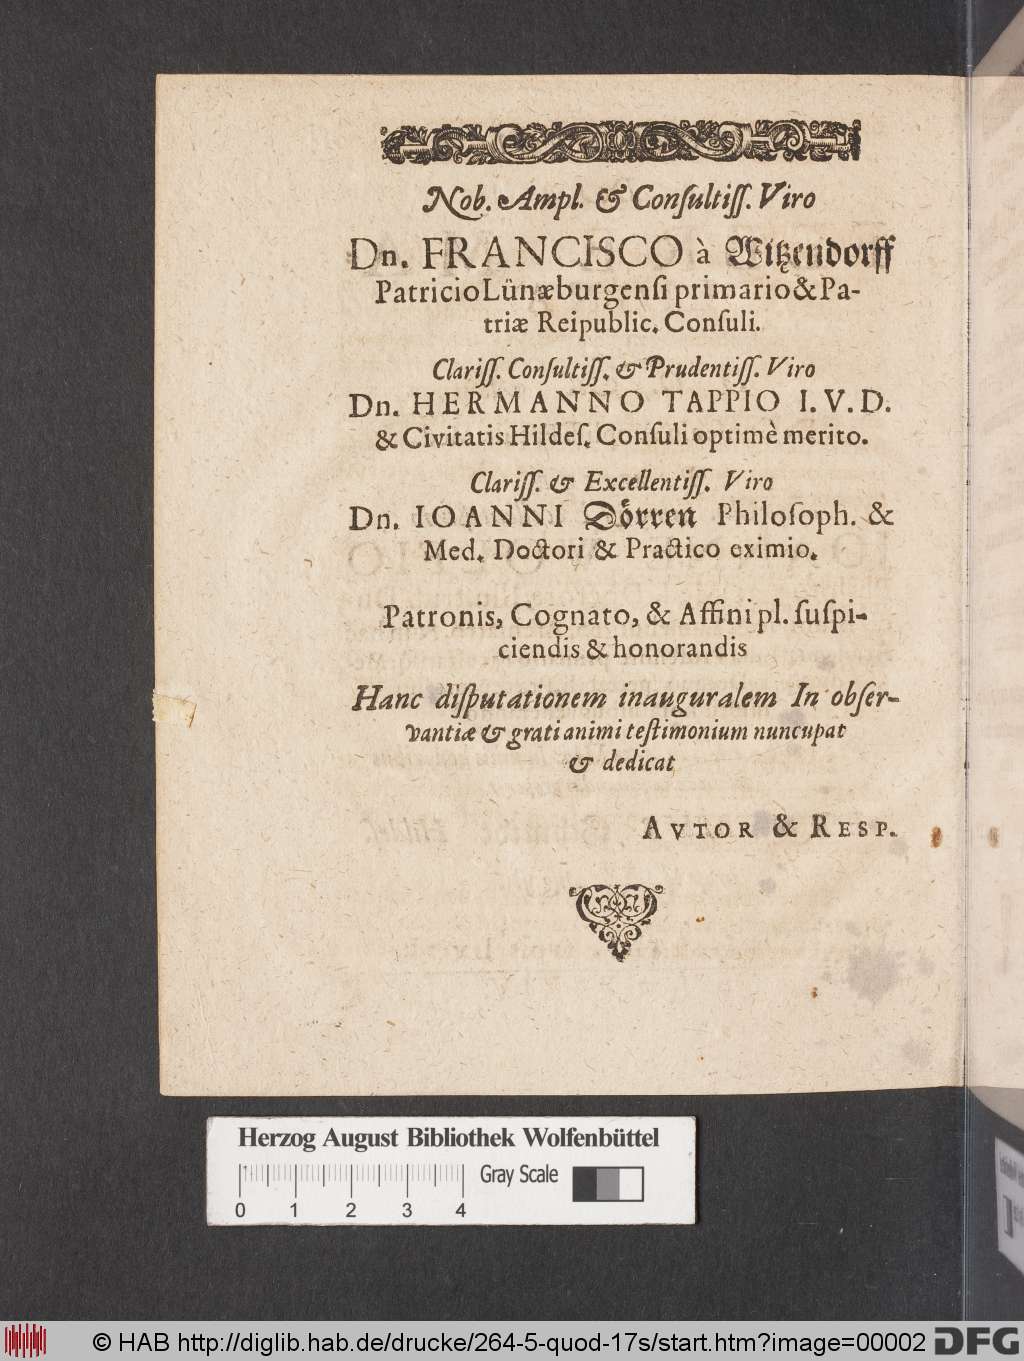 Nob. Ampl. & Conſultiſſ. Viro
Dn. FRANCISCO à Witzendorff
Patricio Lünæburgenſi primario & Pa-
triæ Reipublic. Conſuli.
Clariſſ. Conſultiſſ. & Prudentiſſ. Viro
Dn. HERMANNO TAPPIO I. V. D.
& Civitatis Hildeſ. Conſuli optimè merito.
Clariſſ. & Excellentiſſ. Viro
Dn. IOANNI Dörren Philoſoph. &
Med. Doctori & Practico eximio.
Patronis, Cognato, & Affini pl. ſuſpi-
ciendis & honorandis
Hanc diſputationem inauguralem In obſer-
vantiæ & grati animi teſtimonium nuncupat
& dedicat
AVTOR & RESP.
Herzog August Bibliothek Wolfenbüttel
Gray Scale
0 1 2 3 4
© HAB http://diglib.hab.de/drucke/264-5-quod-17s/start.htm?image=00002 DFG